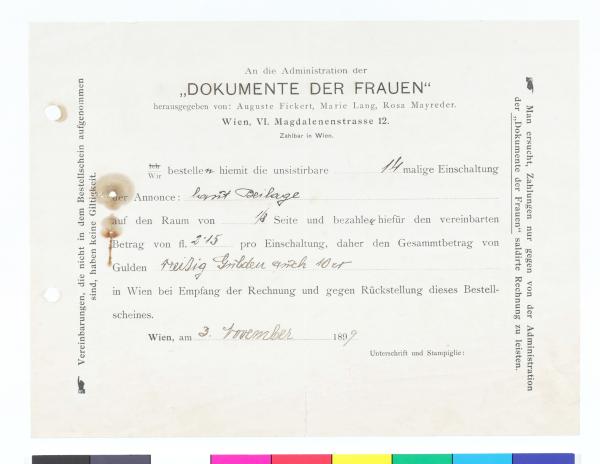 An die Administration der
„DOKUMENTE DER FRAUEN“
herausgegeben von: Auguste Fickert, Marie Lang, Rosa Mayreder.
Wien, VI. Magdalenenstrasse 12.
Zahlbar in Wien.
Ich
Wir bestellen hiemit die unsistirbare 14 malige Einschaltung
der Annonce: laut Beilage
auf den Raum von Seite und bezahle hiefür den vereinbarten
Betrag von fl. 2·15 pro Einschaltung, daher den Gesammtbetrag von
Gulden dreißig Gulden auch 10 xr
in Wien bei Empfang der Rechnung und gegen Rückstellung dieses Bestell-
scheines.
Wien, am 3. November 1899
Unterschrift und Stampiglie:
Vereinbarungen, die nicht in dem Bestellschein aufgenommen
sind, haben keine Giltigkeit.
Man ersucht, Zahlungen nur gegen von der Administration
der „Dokumente der Frauen“ saldirte Rechnung zu leisten.